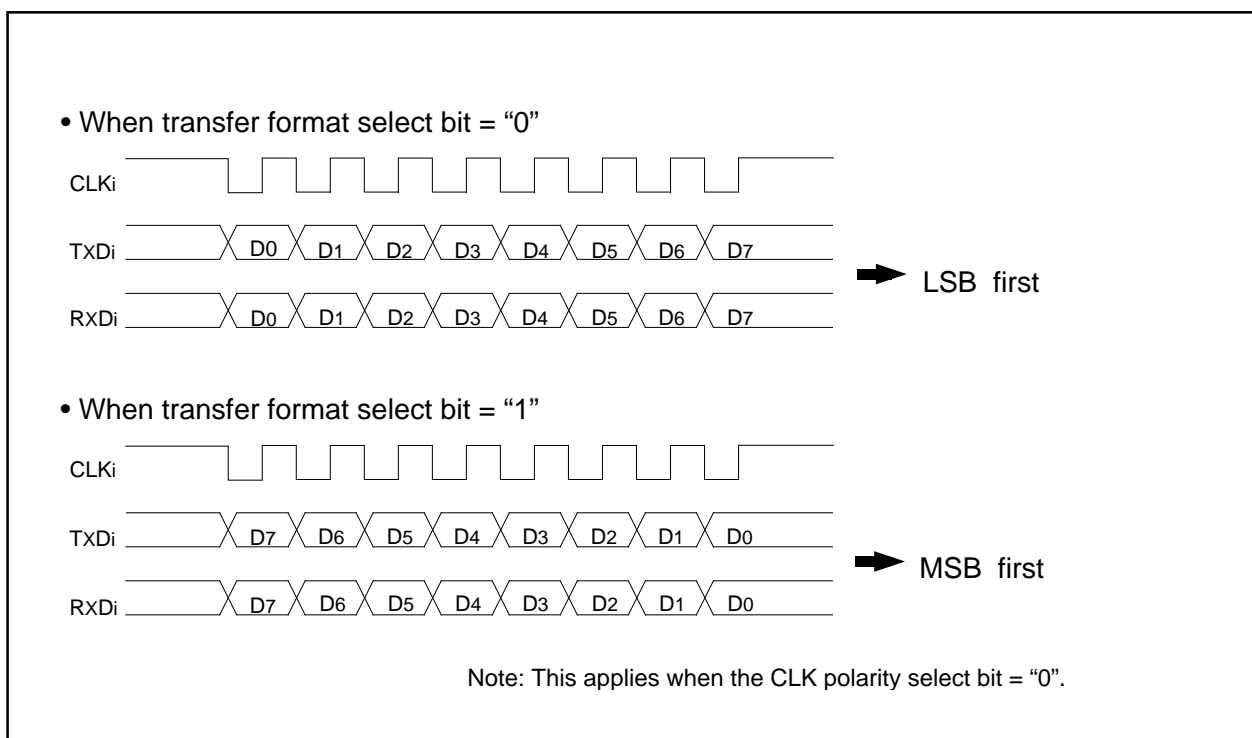 • When transfer format select bit = “0”
CLKi
TXDi D0 D1 D2 D3 D4 D5 D6 D7
RXDi D0 D1 D2 D3 D4 D5 D6 D7
LSB first
• When transfer format select bit = “1”
CLKi
TXDi D7 D6 D5 D4 D3 D2 D1 D0
RXDi D7 D6 D5 D4 D3 D2 D1 D0
MSB first
Note: This applies when the CLK polarity select bit = “0”.